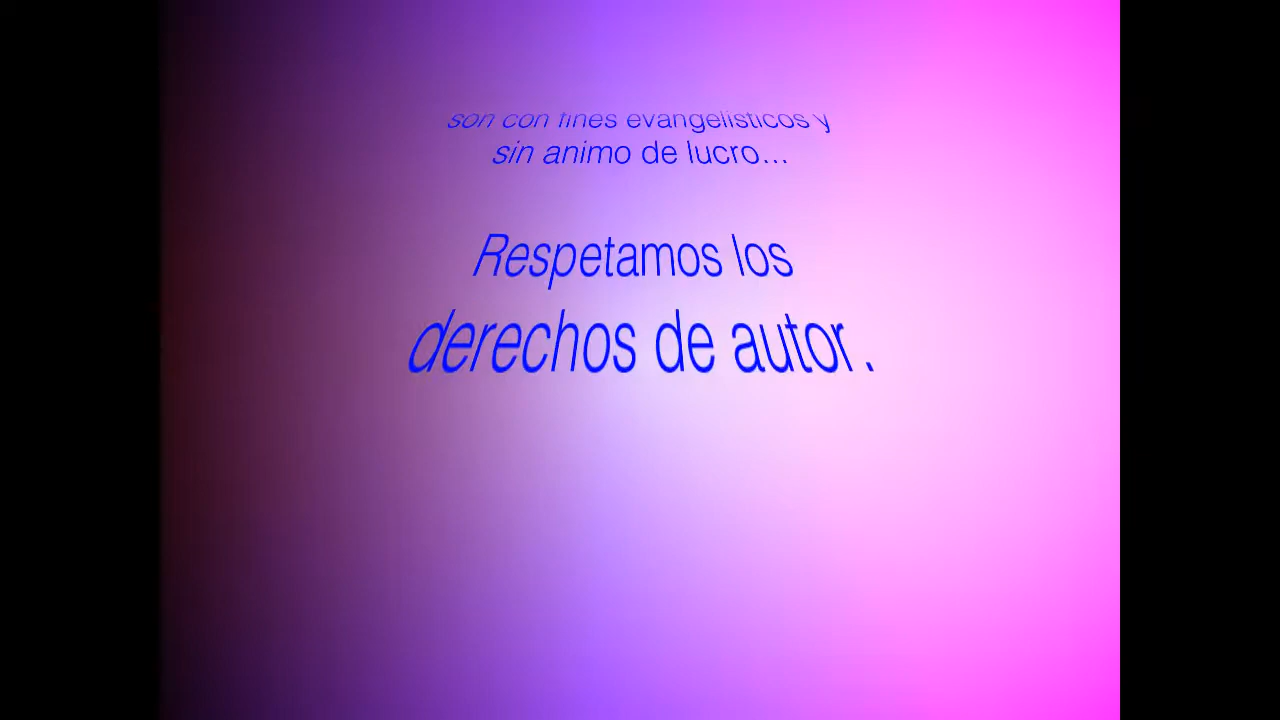 son con fines evangelisticos y
sin animo de lucro...
Respetamos los
derechos de autor.